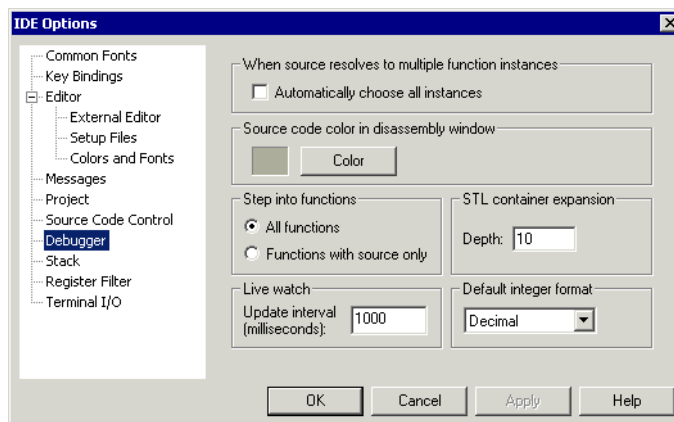 IDE Options
Common Fonts
Key Bindings
Editor
External Editor
Setup Files
Colors and Fonts
Messages
Project
Source Code Control
Debugger
Stack
Register Filter
Terminal I/O
When source resolves to multiple function instances
Automatically choose all instances
Source code color in disassembly window
Color
Step into functions
All functions
Functions with source only
STL container expansion
Depth: 10
Live watch
Update interval
(milliseconds): 1000
Default integer format
Decimal
OK Cancel Apply Help